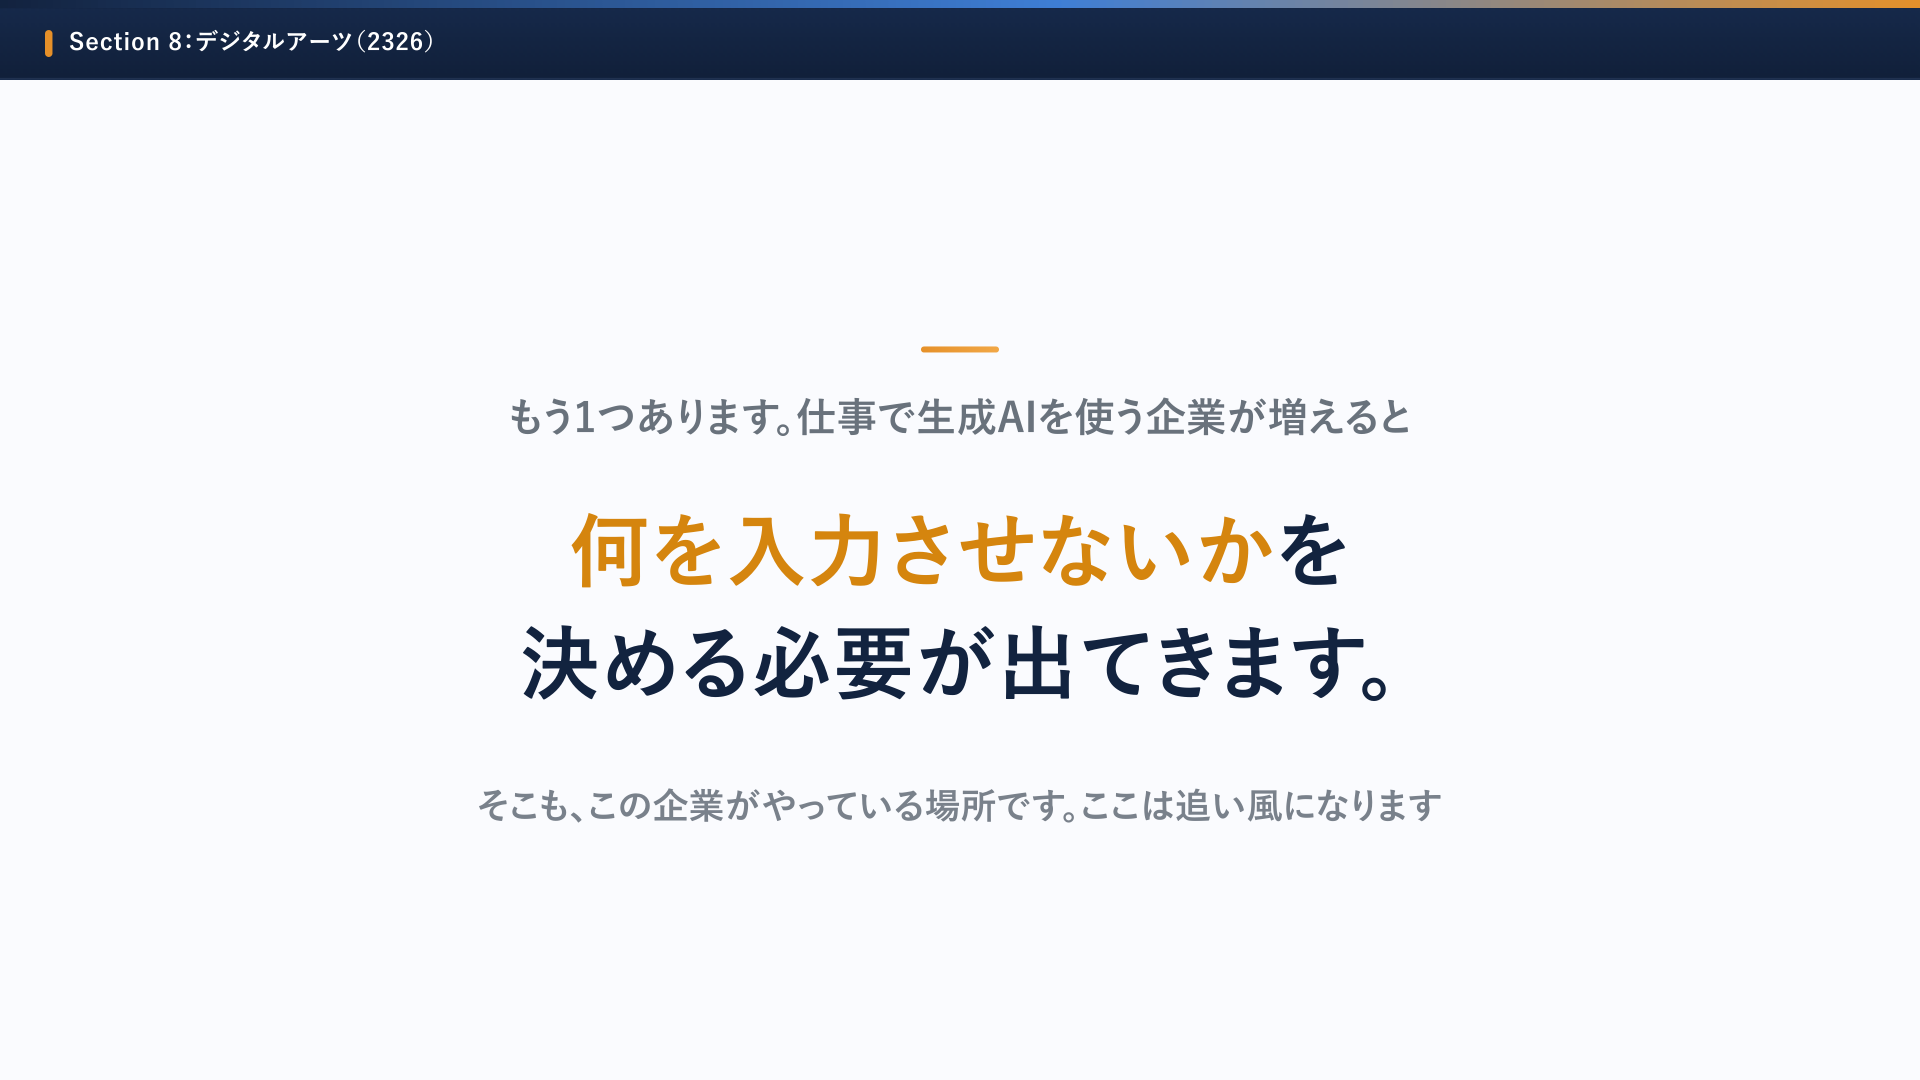 Section 8：デジタルアーツ（2326）
もう1つあります。仕事で生成AIを使う企業が増えると
何を入力させないかを
決める必要が出てきます。
そこも、この企業がやっている場所です。ここは追い風になります